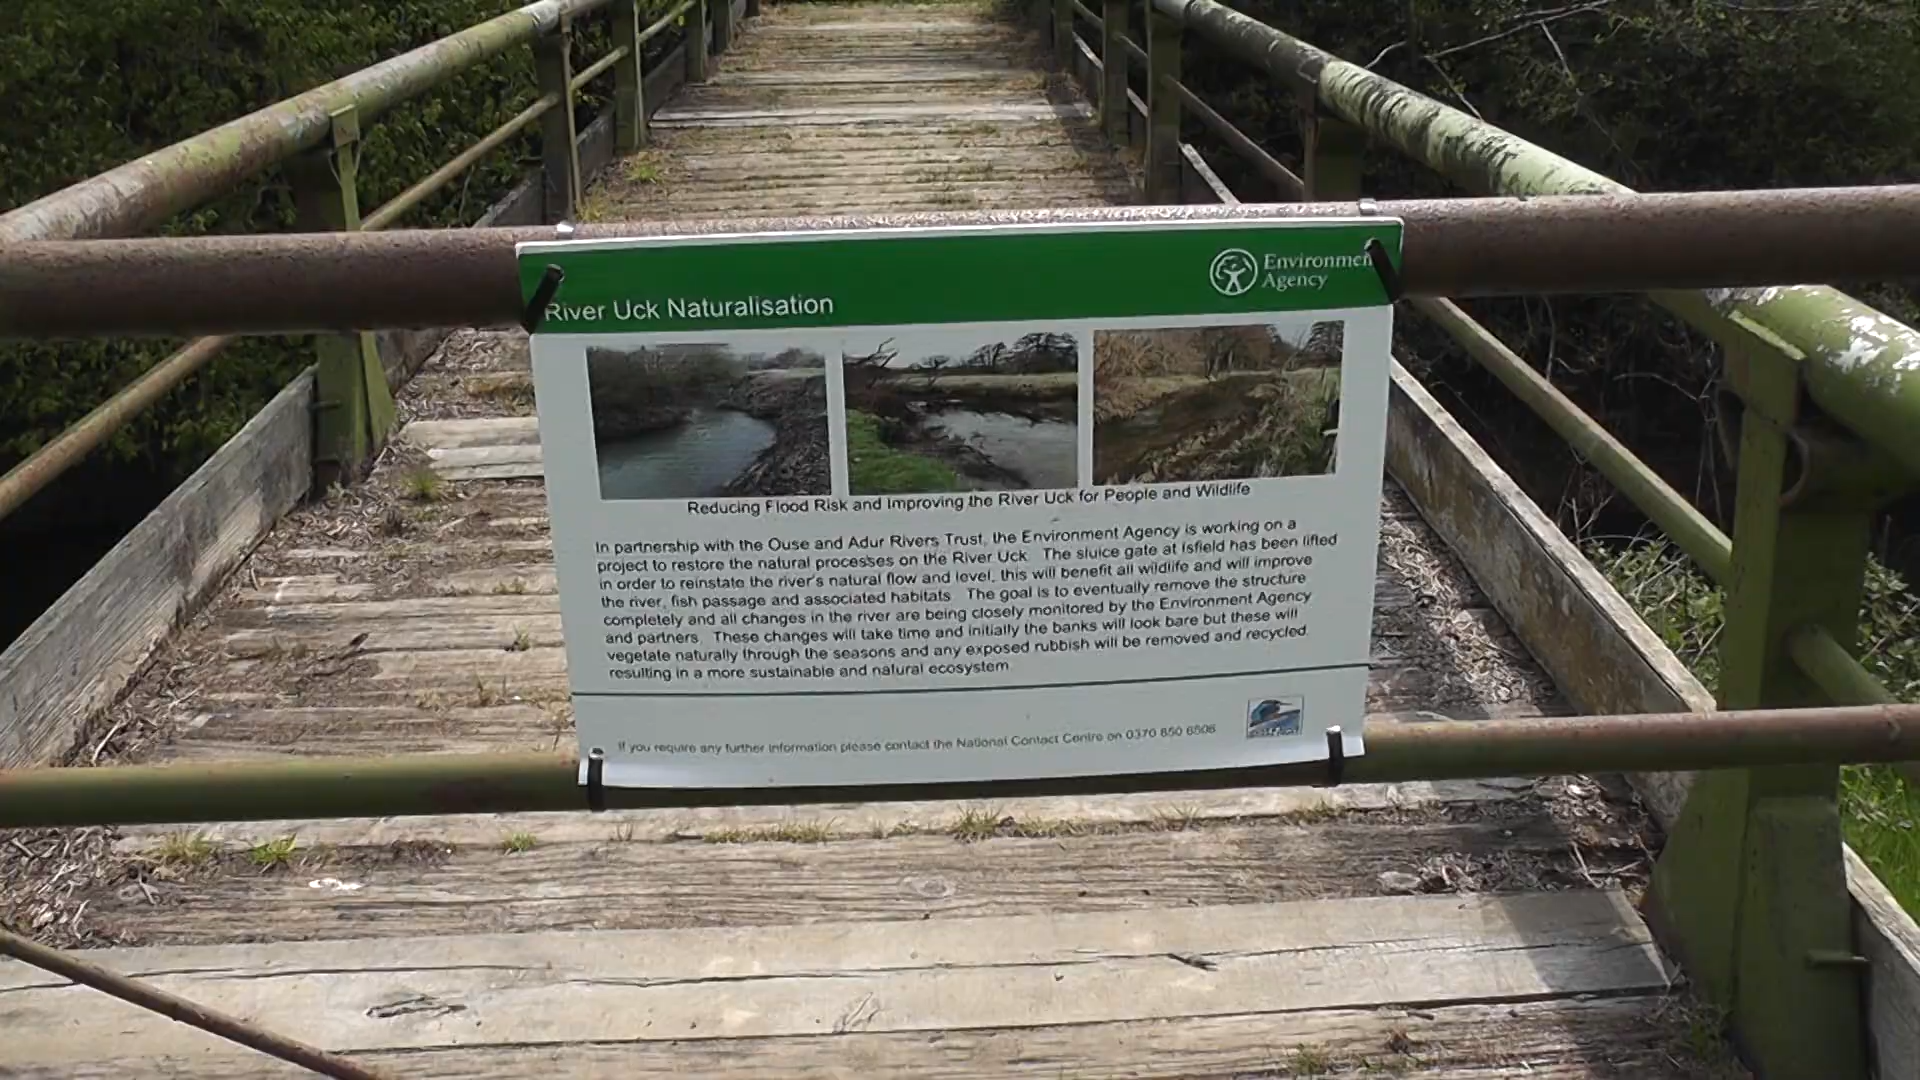 Environmen
Agency
River Uck Naturalisation
Reducing Flood Risk and Improving the River Uck for People and Wildlife
In partnership with the Ouse and Adur Rivers Trust, the Environment Agency is working on a
project to restore the natural processes on the River Uck. The sluice gate at Isfield has been lifted
in order to reinstate the river's natural flow and level, this will benefit all wildlife and will improve
the river, fish passage and associated habitats. The goal is to eventually remove the structure
completely and all changes in the river are being closely monitored by the Environment Agency
and partners. These changes will take time and initially the banks will look bare but these will
vegetate naturally through the seasons and any exposed rubbish will be removed and recycled.
resulting in a more sustainable and natural ecosystem
If you require any further information please contact the National Contact Centre on 0370 850 6506